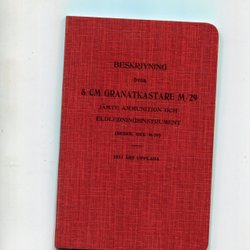 BESKRIVNING
ÖVER
8 CM GRANATKASTARE M/29
JÄMTE AMMUNITION OCH
ELDLEDNINGSINSTRUMENT
ÅRS UPPLAGA